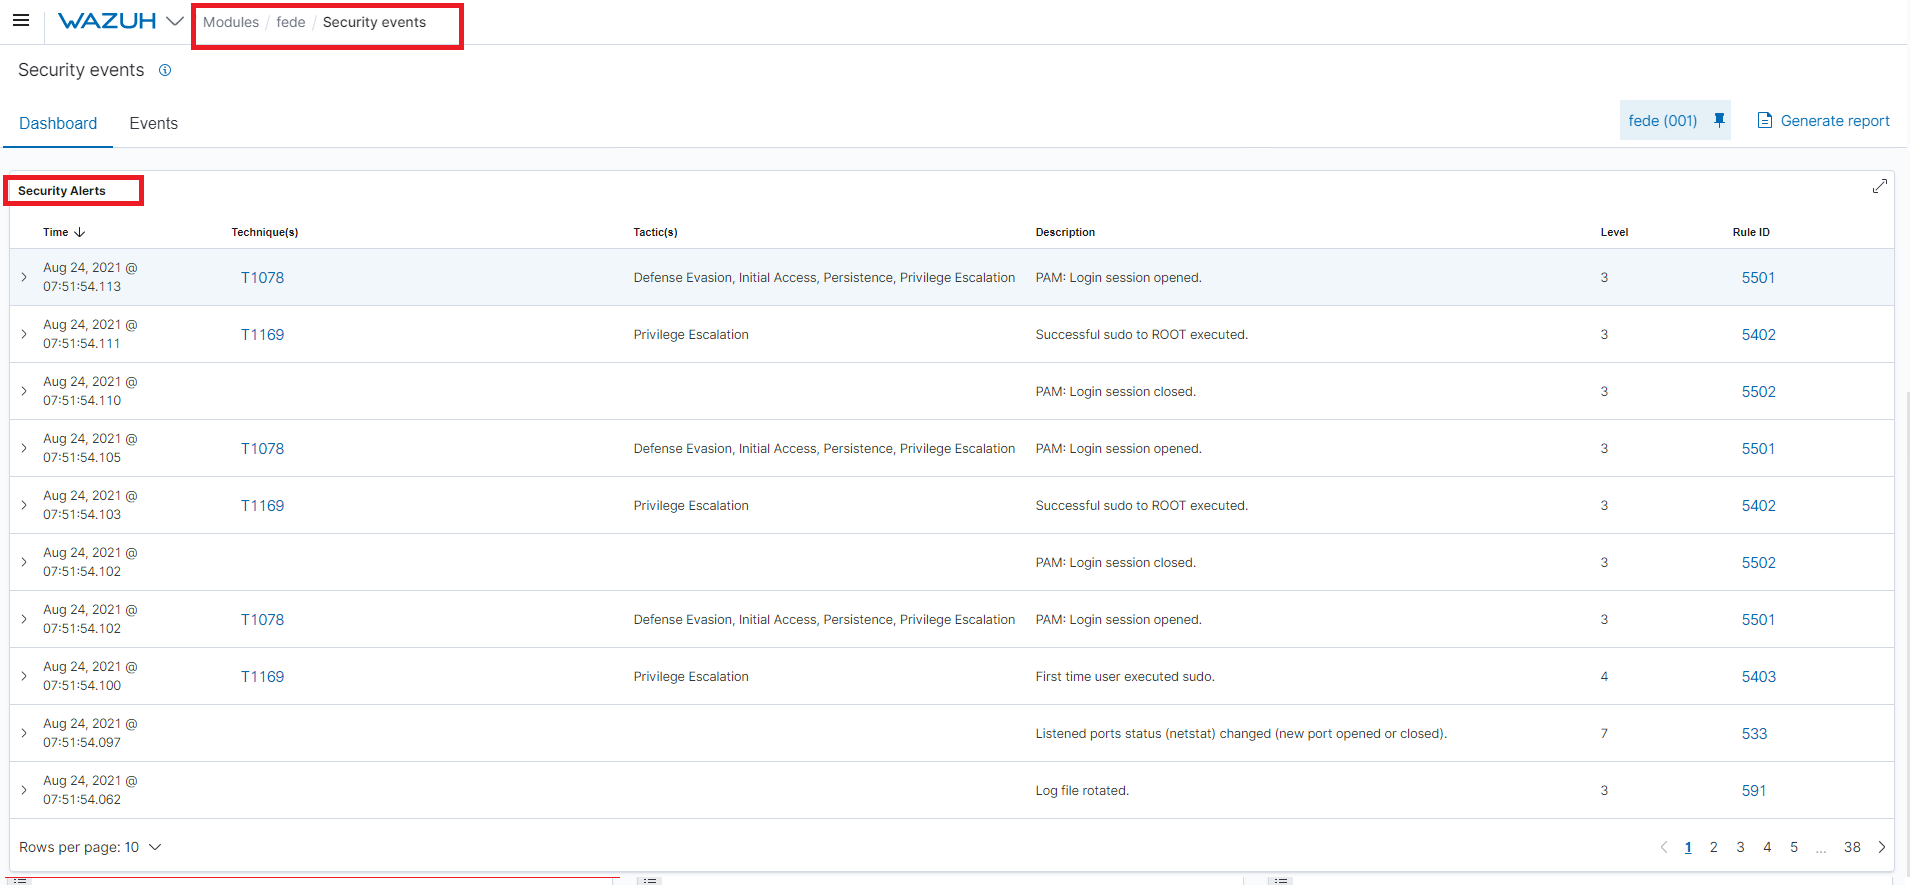 WAZUH Modules / fede / Security events
Security events
Dashboard Events fede (001) Generate report
Security Alerts
Time Technique(s) Tactic(s) Description Level Rule ID
Aug 24, 2021 @ 07:51:54.113 T1078 Defense Evasion, Initial Access, Persistence, Privilege Escalation PAM: Login session opened. 3 5501
Aug 24, 2021 @ 07:51:54.111 T1169 Privilege Escalation Successful sudo to ROOT executed. 3 5402
Aug 24, 2021 @ 07:51:54.110 PAM: Login session closed. 3 5502
Aug 24, 2021 @ 07:51:54.105 T1078 Defense Evasion, Initial Access, Persistence, Privilege Escalation PAM: Login session opened. 3 5501
Aug 24, 2021 @ 07:51:54.103 T1169 Privilege Escalation Successful sudo to ROOT executed. 3 5402
Aug 24, 2021 @ 07:51:54.102 PAM: Login session closed. 3 5502
Aug 24, 2021 @ 07:51:54.102 T1078 Defense Evasion, Initial Access, Persistence, Privilege Escalation PAM: Login session opened. 3 5501
Aug 24, 2021 @ 07:51:54.100 T1169 Privilege Escalation First time user executed sudo. 4 5403
Aug 24, 2021 @ 07:51:54.097 Listened ports status (netstat) changed (new port opened or closed). 7 533
Aug 24, 2021 @ 07:51:54.062 Log file rotated. 3 591
Rows per page: 10 1 2 3 4 5 ... 38